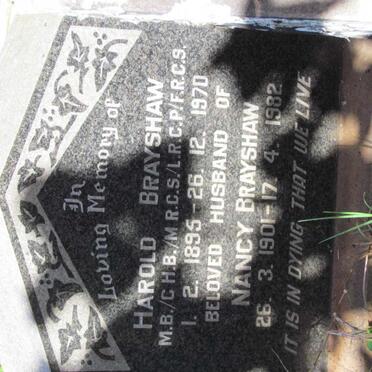 In
Loving Memory of
HAROLD BRAYSHAW
M.B./C.H.B./M.R.C.S./L.R.C.P./F.R.C.S.
1. 2. 1895-26. 12. 1970
BELOVED HUSBAND OF
NANCY BRAYSHAW
26. 3. 1901-17. 4. 1982
IT IS IN DYING THAT WE LIVE